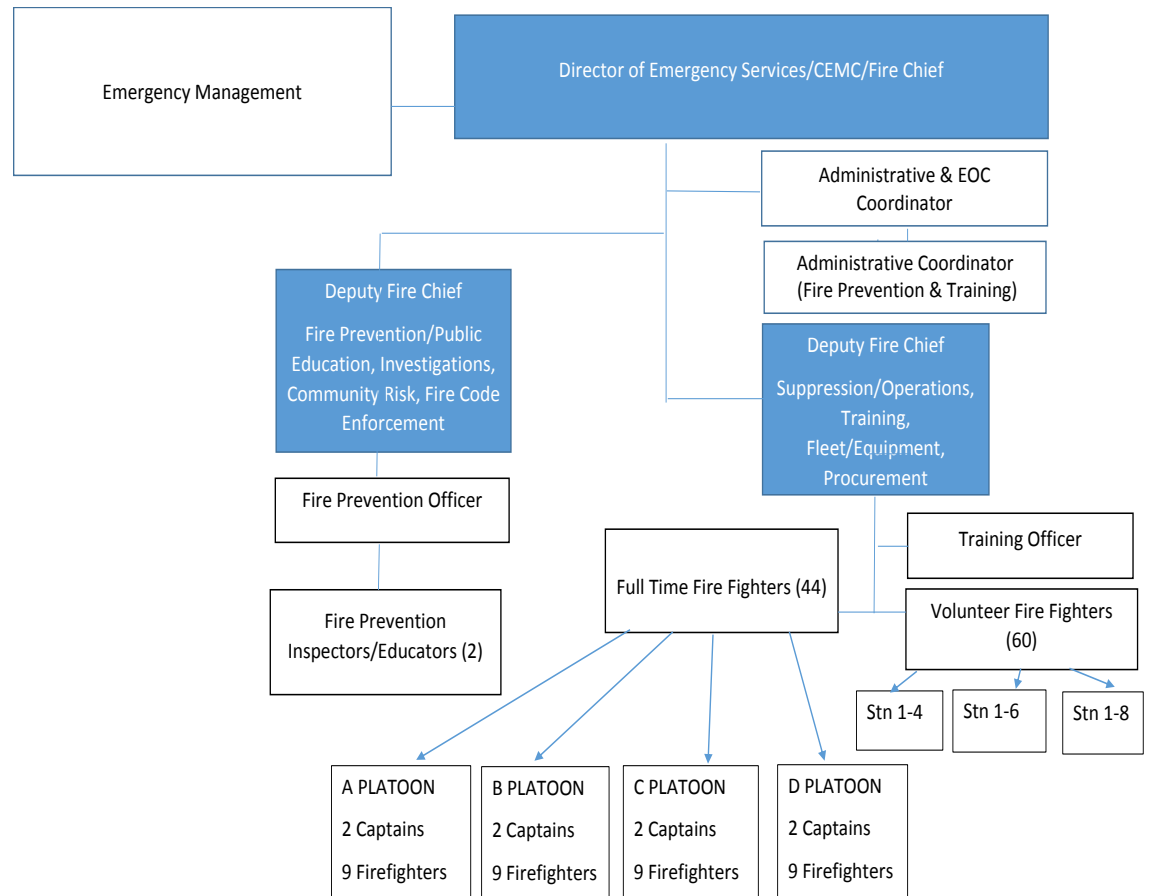 Emergency Management
Director of Emergency Services/CEMC/Fire Chief
Administrative & EOC
Coordinator
Administrative Coordinator
(Fire Prevention & Training)
Deputy Fire Chief
Fire Prevention/Public
Education, Investigations,
Community Risk, Fire Code
Enforcement
Deputy Fire Chief
Suppression/Operations,
Training,
Fleet/Equipment,
Procurement
Fire Prevention Officer
Fire Prevention
Inspectors/Educators (2)
Full Time Fire Fighters (44)
Training Officer
Volunteer Fire Fighters
(60)
Stn 1-4
Stn 1-6
Stn 1-8
A PLATOON
2 Captains
9 Firefighters
B PLATOON
2 Captains
9 Firefighters
C PLATOON
2 Captains
9 Firefighters
D PLATOON
2 Captains
9 Firefighters